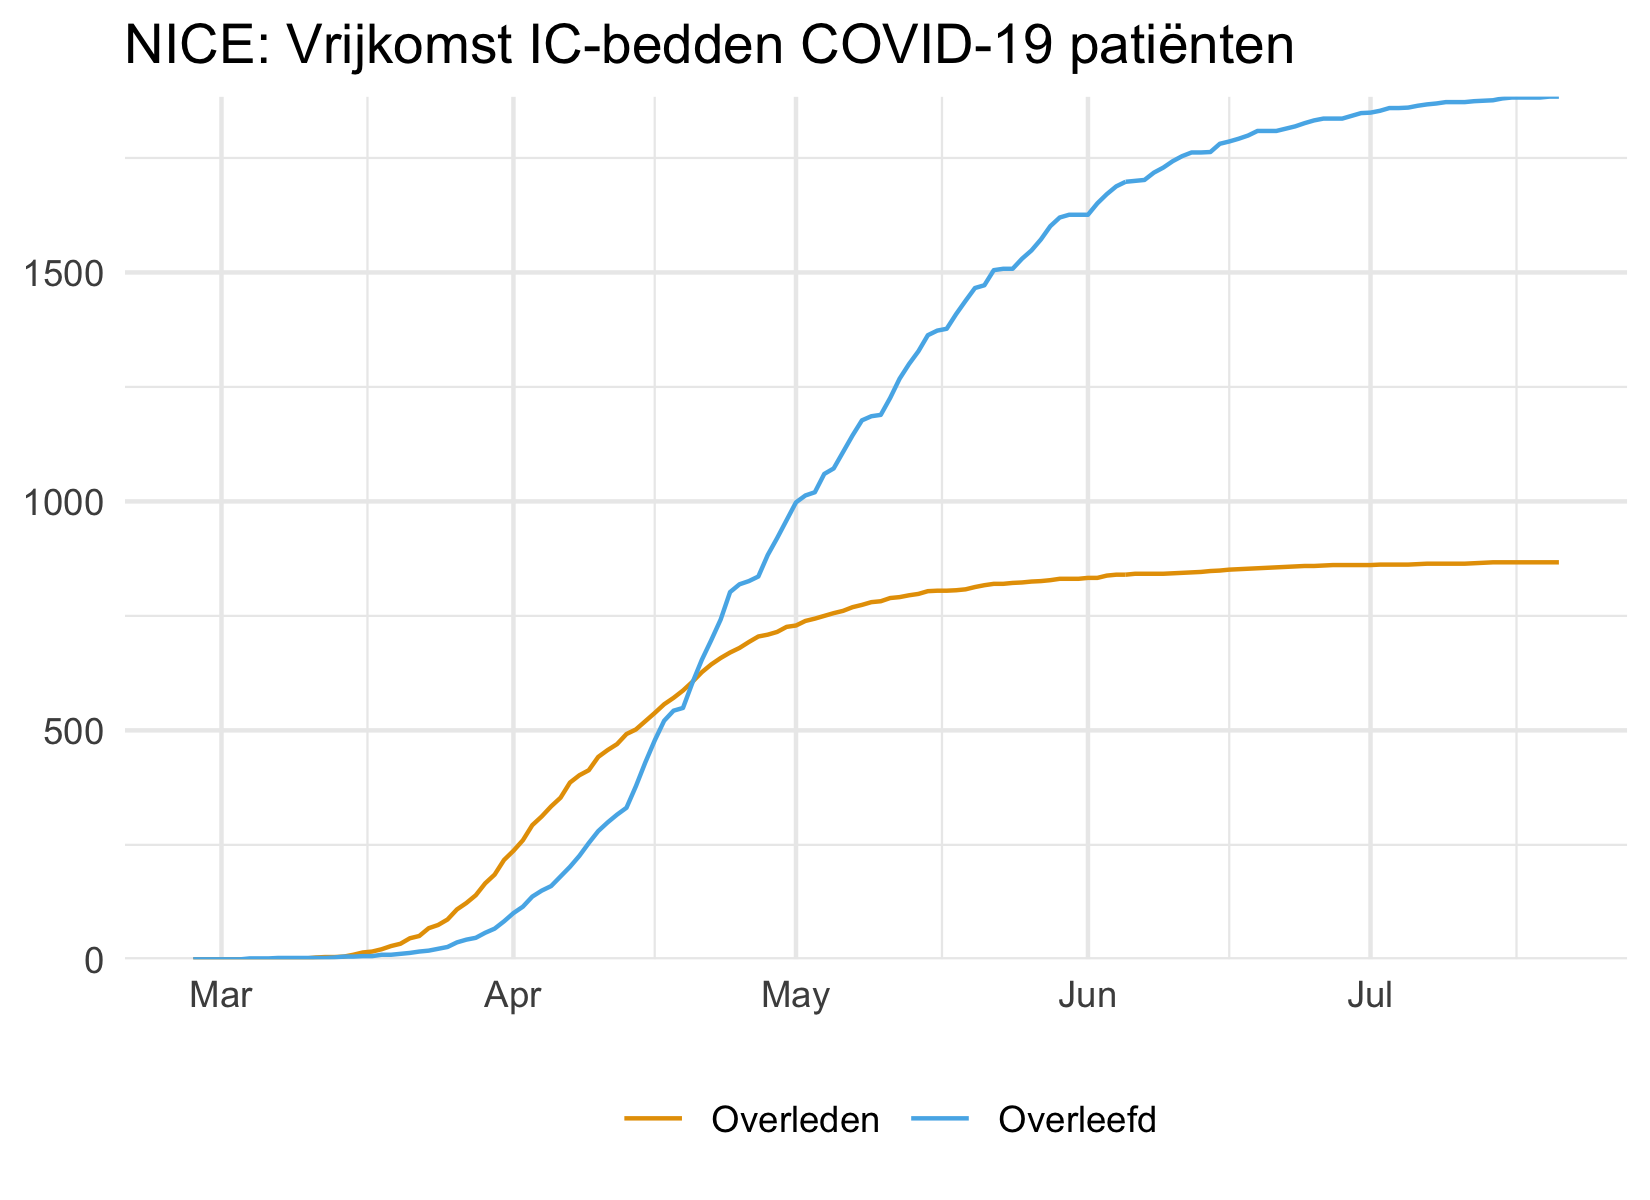 NICE: Vrijkomst IC-bedden COVID-19 patiënten
1500
1000
500
0
Mar Apr May Jun Jul
Overleden Overleefd